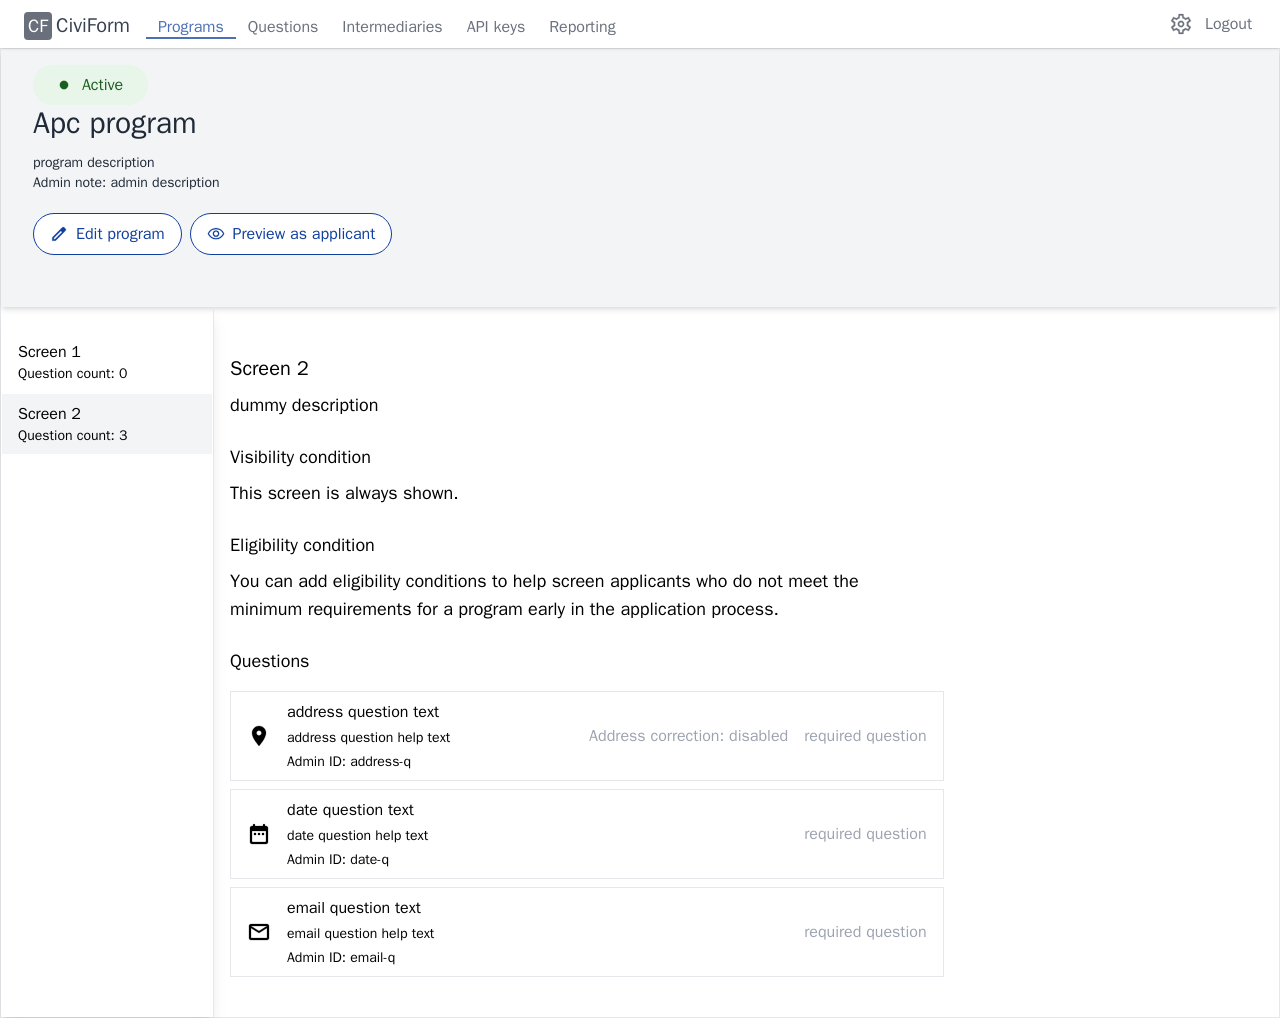 CF CiviForm Programs Questions Intermediaries API keys Reporting Logout
Active
Apc program
program description
Admin note: admin description
Edit program Preview as applicant
Screen 1
Question count: 0
Screen 2
Question count: 3
Screen 2
dummy description
Visibility condition
This screen is always shown.
Eligibility condition
You can add eligibility conditions to help screen applicants who do not meet the
minimum requirements for a program early in the application process.
Questions
address question text
address question help text
Admin ID: address-q
Address correction: disabled required question
date question text
date question help text
Admin ID: date-q
required question
email question text
email question help text
Admin ID: email-q
required question